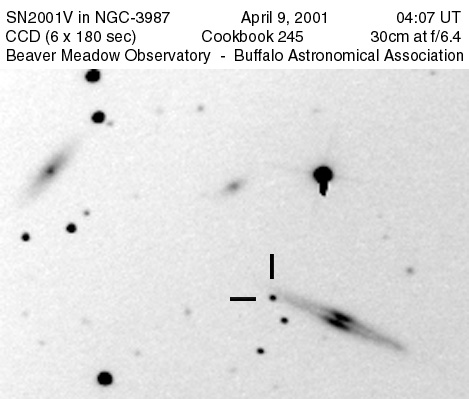 SN2001V in NGC-3987 April 9, 2001 04:07 UT
CCD (6 x 180 sec) Cookbook 245 30cm at f/6.4
Beaver Meadow Observatory - Buffalo Astronomical Association